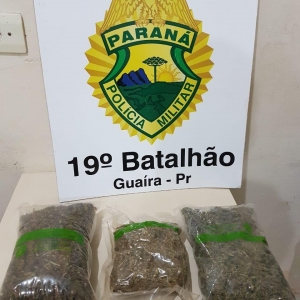 PARANÁ
POLÍCIA MILITAR
19º Batalhão
Guaíra - Pr